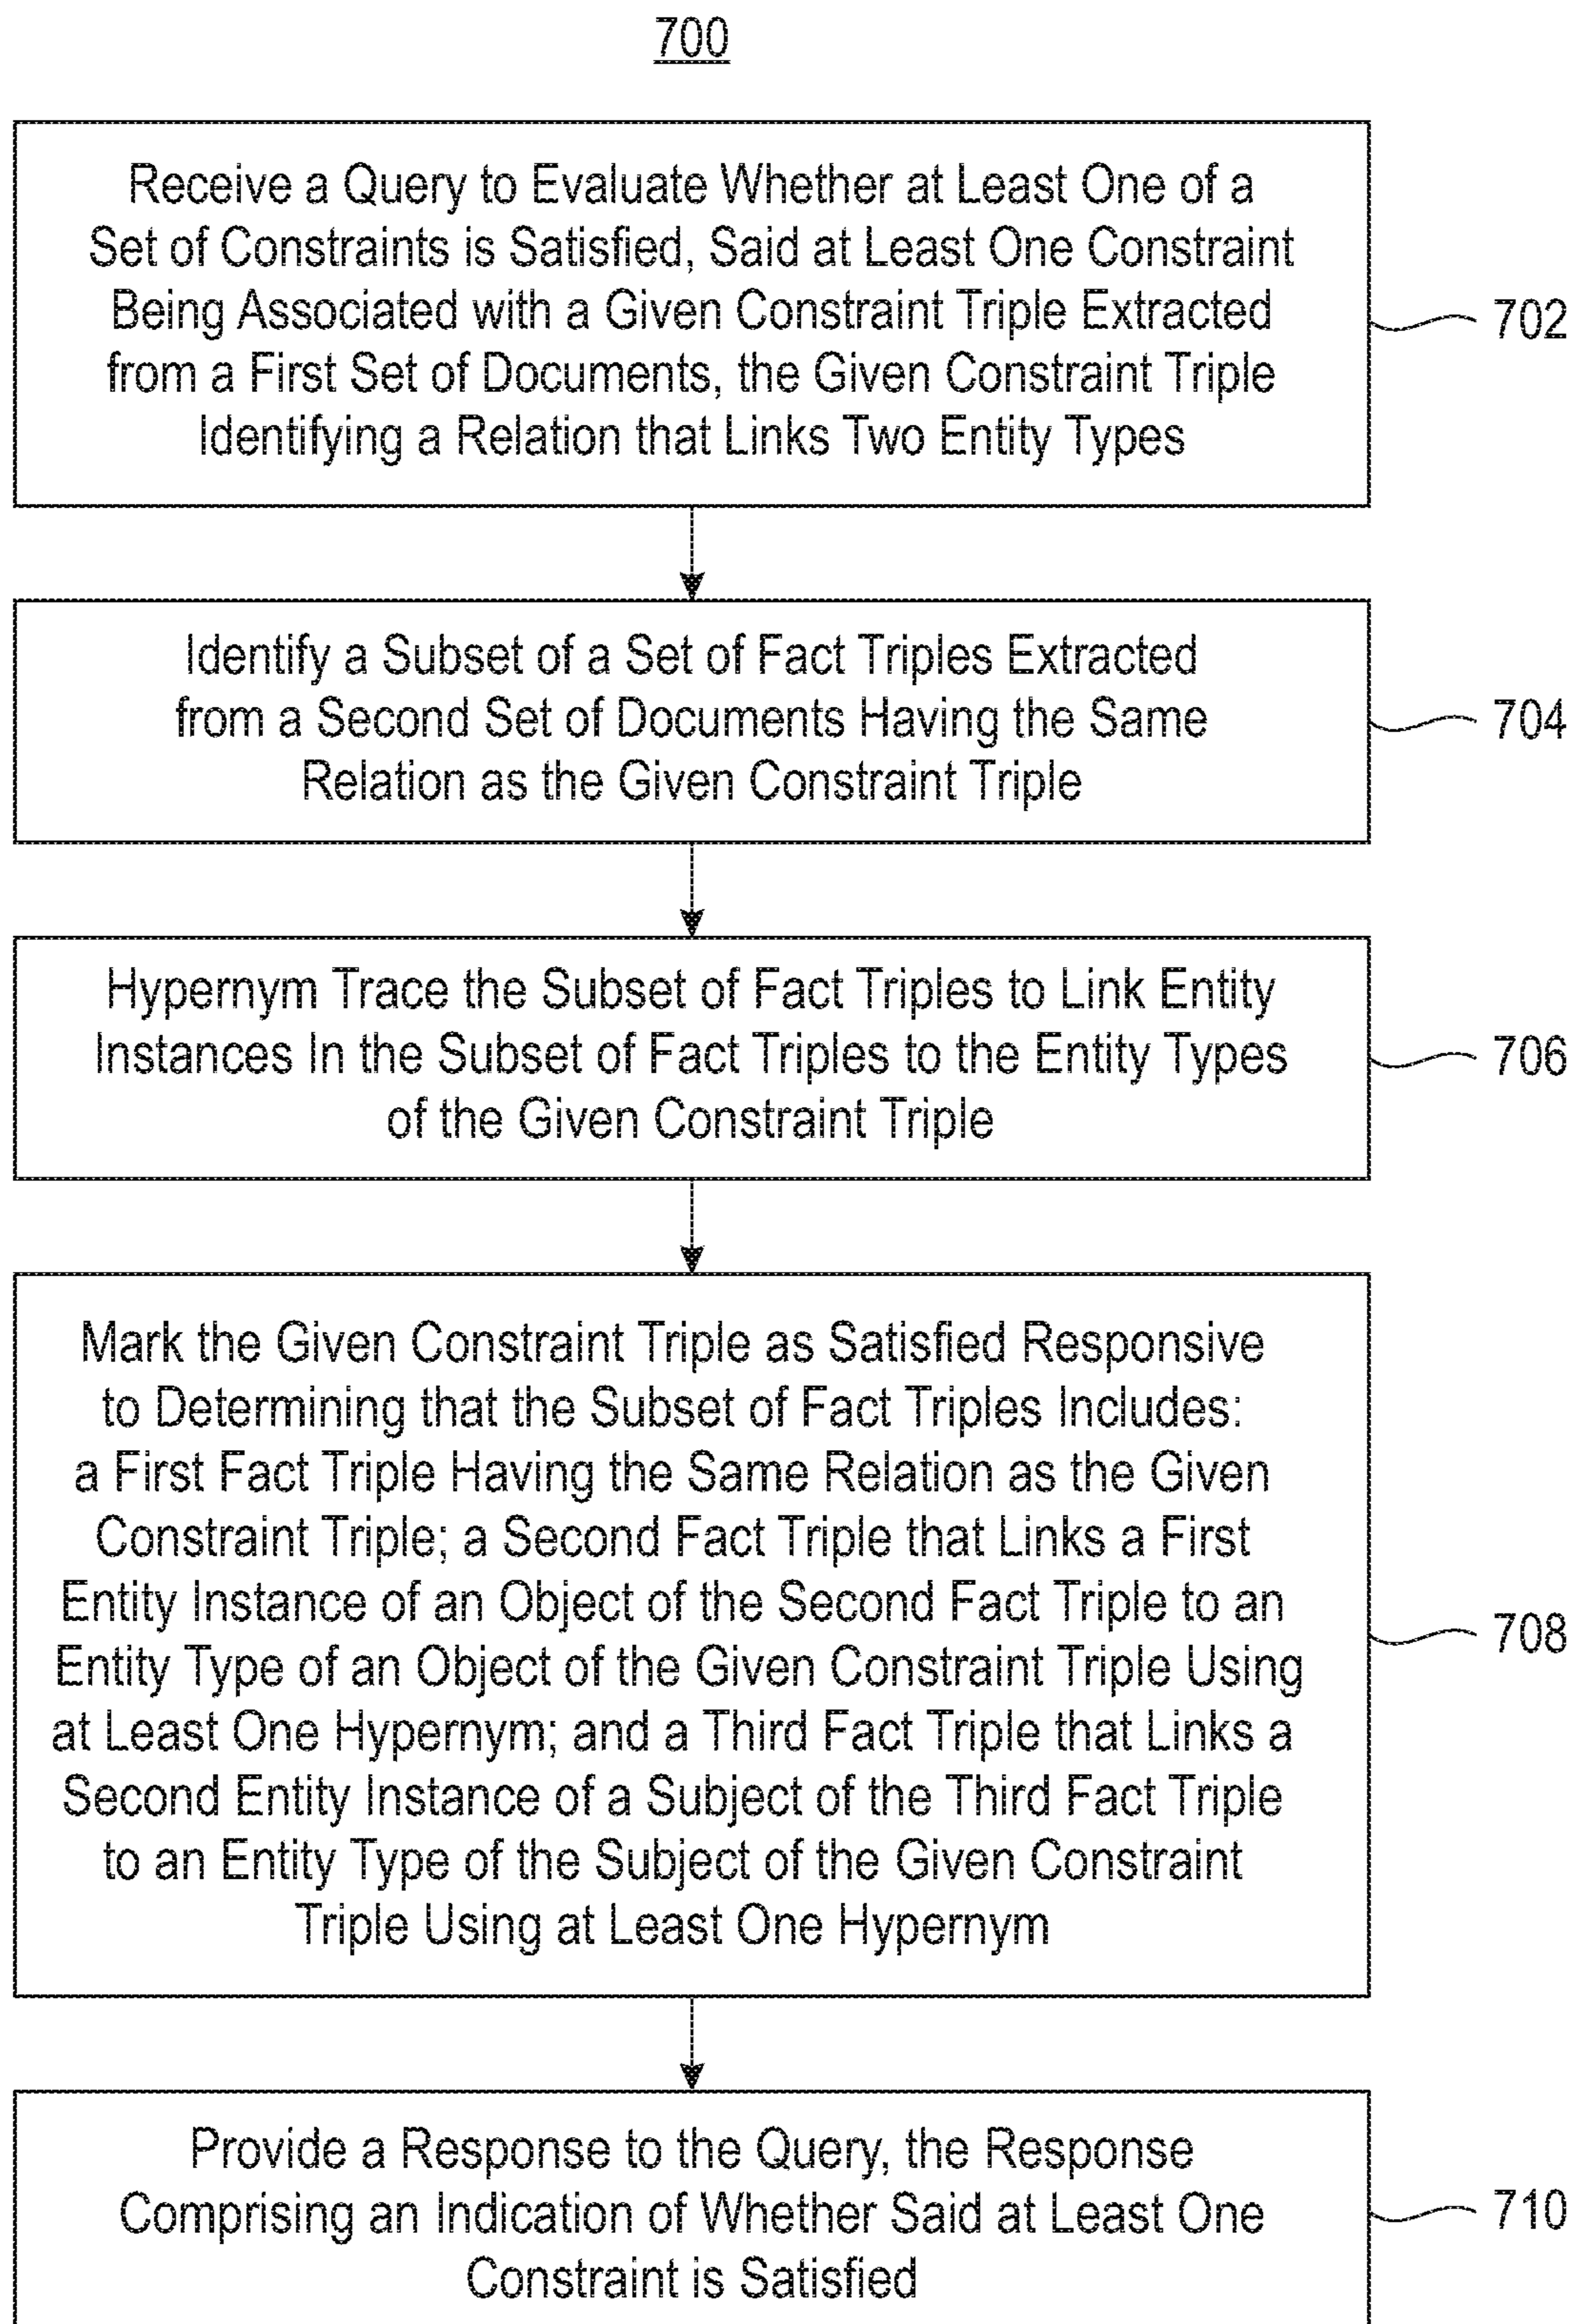 700
Receive a Query to Evaluate Whether at Least One of a
Set of Constraints is Satisfied, Said at Least One Constraint
Being Associated with a Given Constraint Triple Extracted
from a First Set of Documents, the Given Constraint Triple
Identifying a Relation that Links Two Entity Types
702
Identify a Subset of a Set of Fact Triples Extracted
from a Second Set of Documents Having the Same
Relation as the Given Constraint Triple
704
Hypernym Trace the Subset of Fact Triples to Link Entity
Instances In the Subset of Fact Triples to the Entity Types
of the Given Constraint Triple
706
Mark the Given Constraint Triple as Satisfied Responsive
to Determining that the Subset of Fact Triples Includes:
a First Fact Triple Having the Same Relation as the Given
Constraint Triple; a Second Fact Triple that Links a First
Entity Instance of an Object of the Second Fact Triple to an
Entity Type of an Object of the Given Constraint Triple Using
at Least One Hypernym; and a Third Fact Triple that Links a
Second Entity Instance of a Subject of the Third Fact Triple
to an Entity Type of the Subject of the Given Constraint
Triple Using at Least One Hypernym
708
Provide a Response to the Query, the Response
Comprising an Indication of Whether Said at Least One
Constraint is Satisfied
710